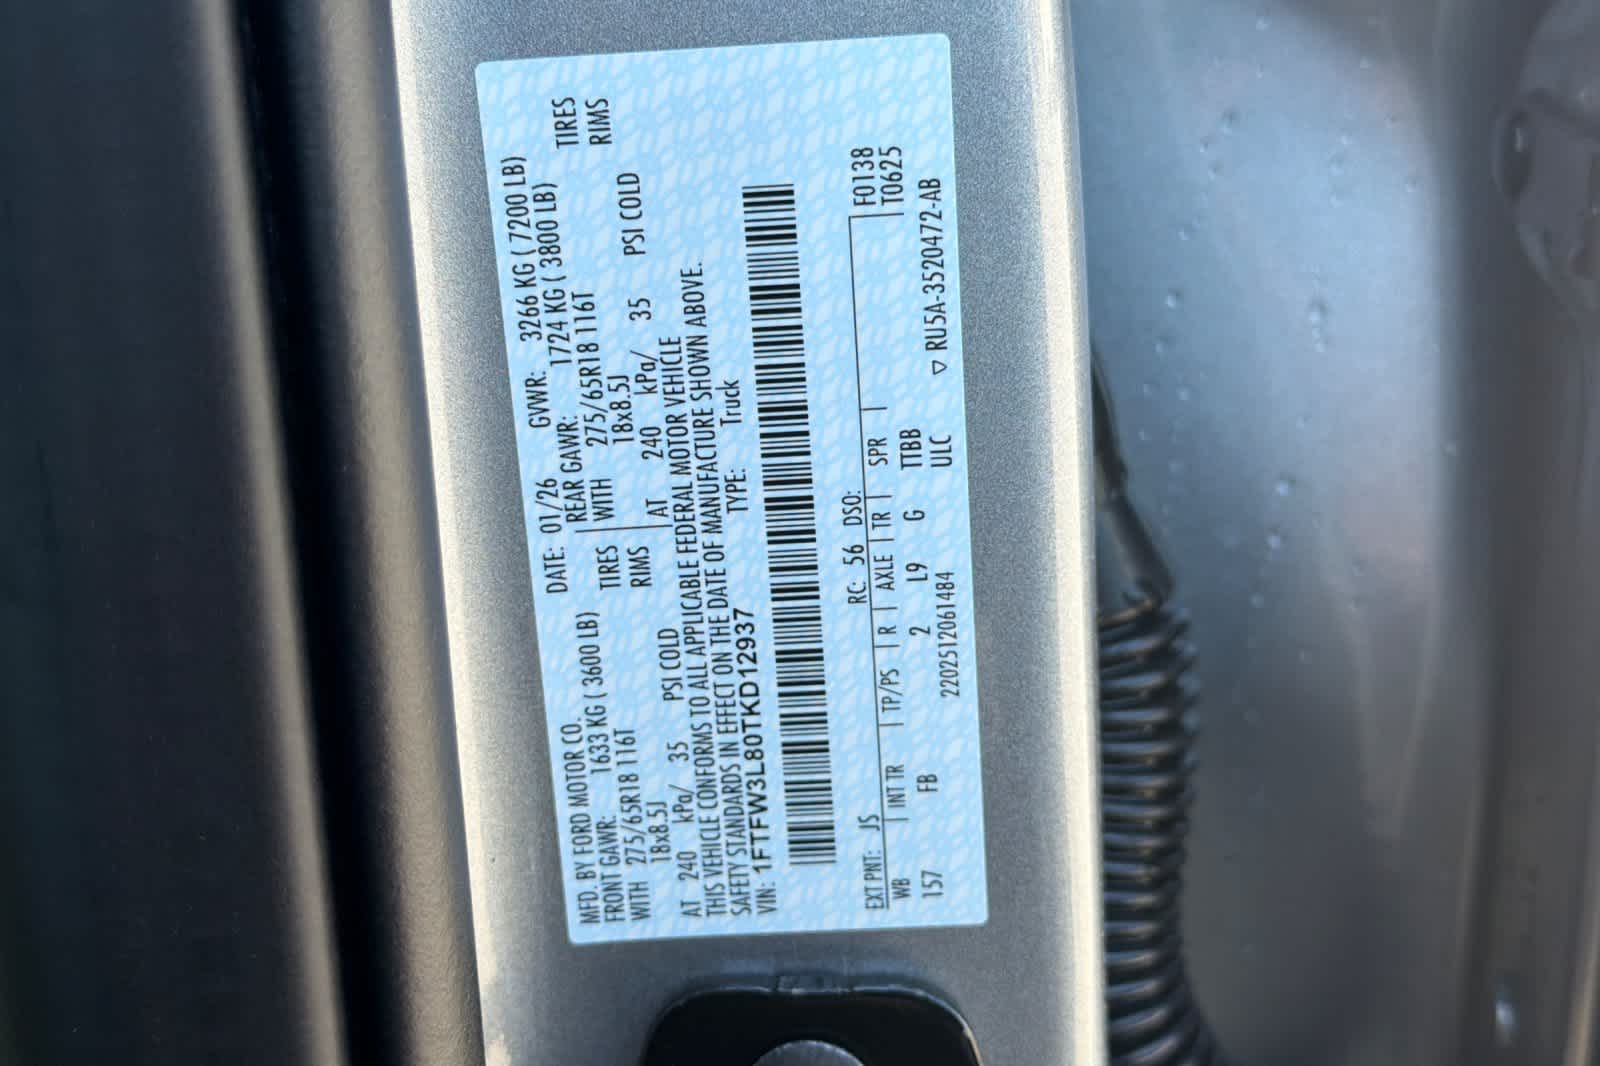 MFD. BY FORD MOTOR CO.
DATE: 01/26 GVWR: 3266 KG ( 7200 LB)
FRONT GAWR: 1633 KG ( 3600 LB)
REAR GAWR: 1724 KG ( 3800 LB)
WITH 275/65R18 116T TIRES
WITH 275/65R18 116T TIRES
18x8.5J RIMS
18x8.5J RIMS
AT 240 kPa/ 35 PSI COLD
AT 240 kPa/ 35 PSI COLD
THIS VEHICLE CONFORMS TO ALL APPLICABLE FEDERAL MOTOR VEHICLE
SAFETY STANDARDS IN EFFECT ON THE DATE OF MANUFACTURE SHOWN ABOVE.
VIN: 1FTFW3L80TKD12937 TYPE: Truck
F0138
T0625
EXT PNT: JS RC: 56 DSO:
WB INT TR TP/PS R AXLE TR SPR
157 FB 2 L9 G TTBB
2202512061484 ULC ▽ RU5A-3520472-AB